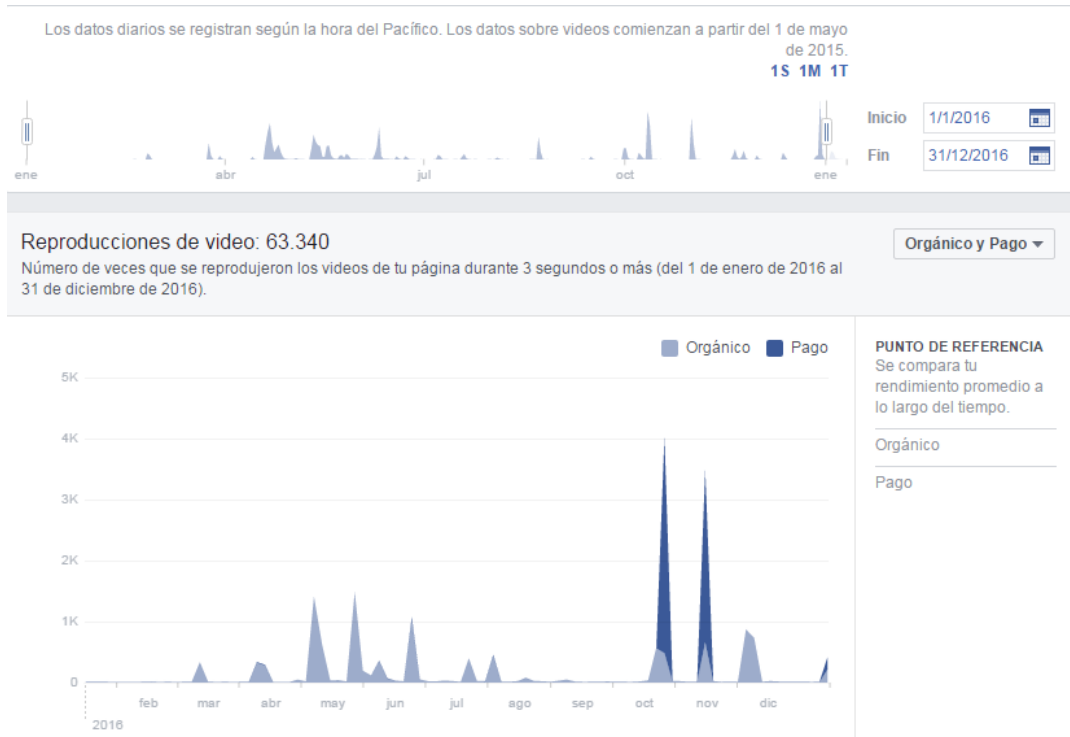 Los datos diarios se registran según la hora del Pacífico. Los datos sobre videos comienzan a partir del 1 de mayo
de 2015.
1S 1M 1T
Inicio 1/1/2016
Fin 31/12/2016
ene abr jul oct ene
Reproducciones de video: 63.340
Orgánico y Pago
Número de veces que se reprodujeron los videos de tu página durante 3 segundos o más (del 1 de enero de 2016 al
31 de diciembre de 2016).
Orgánico Pago
5K
4K
3K
2K
1K
0
feb mar abr may jun jul ago sep oct nov dic
2016
PUNTO DE REFERENCIA
Se compara tu
rendimiento promedio a
lo largo del tiempo.
Orgánico
Pago